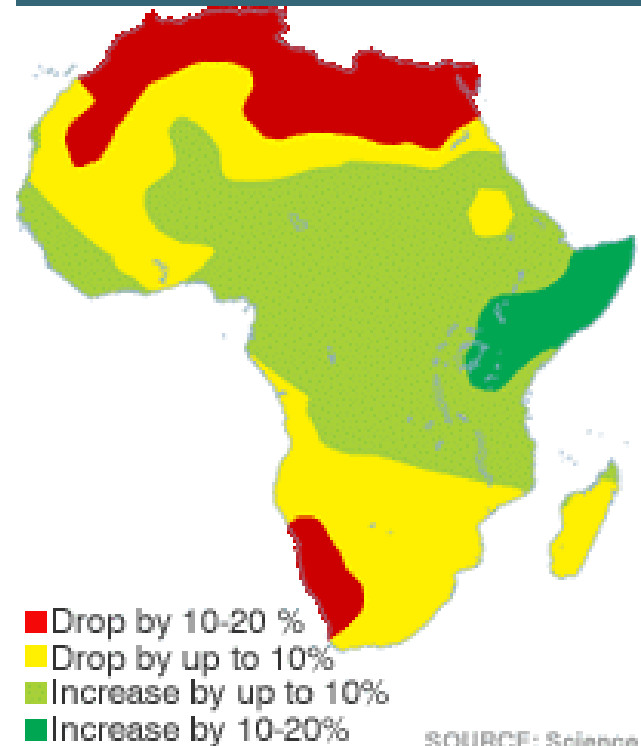 Drop by 10-20 %
Drop by up to 10%
Increase by up to 10%
Increase by 10-20%
SOURCE: Science